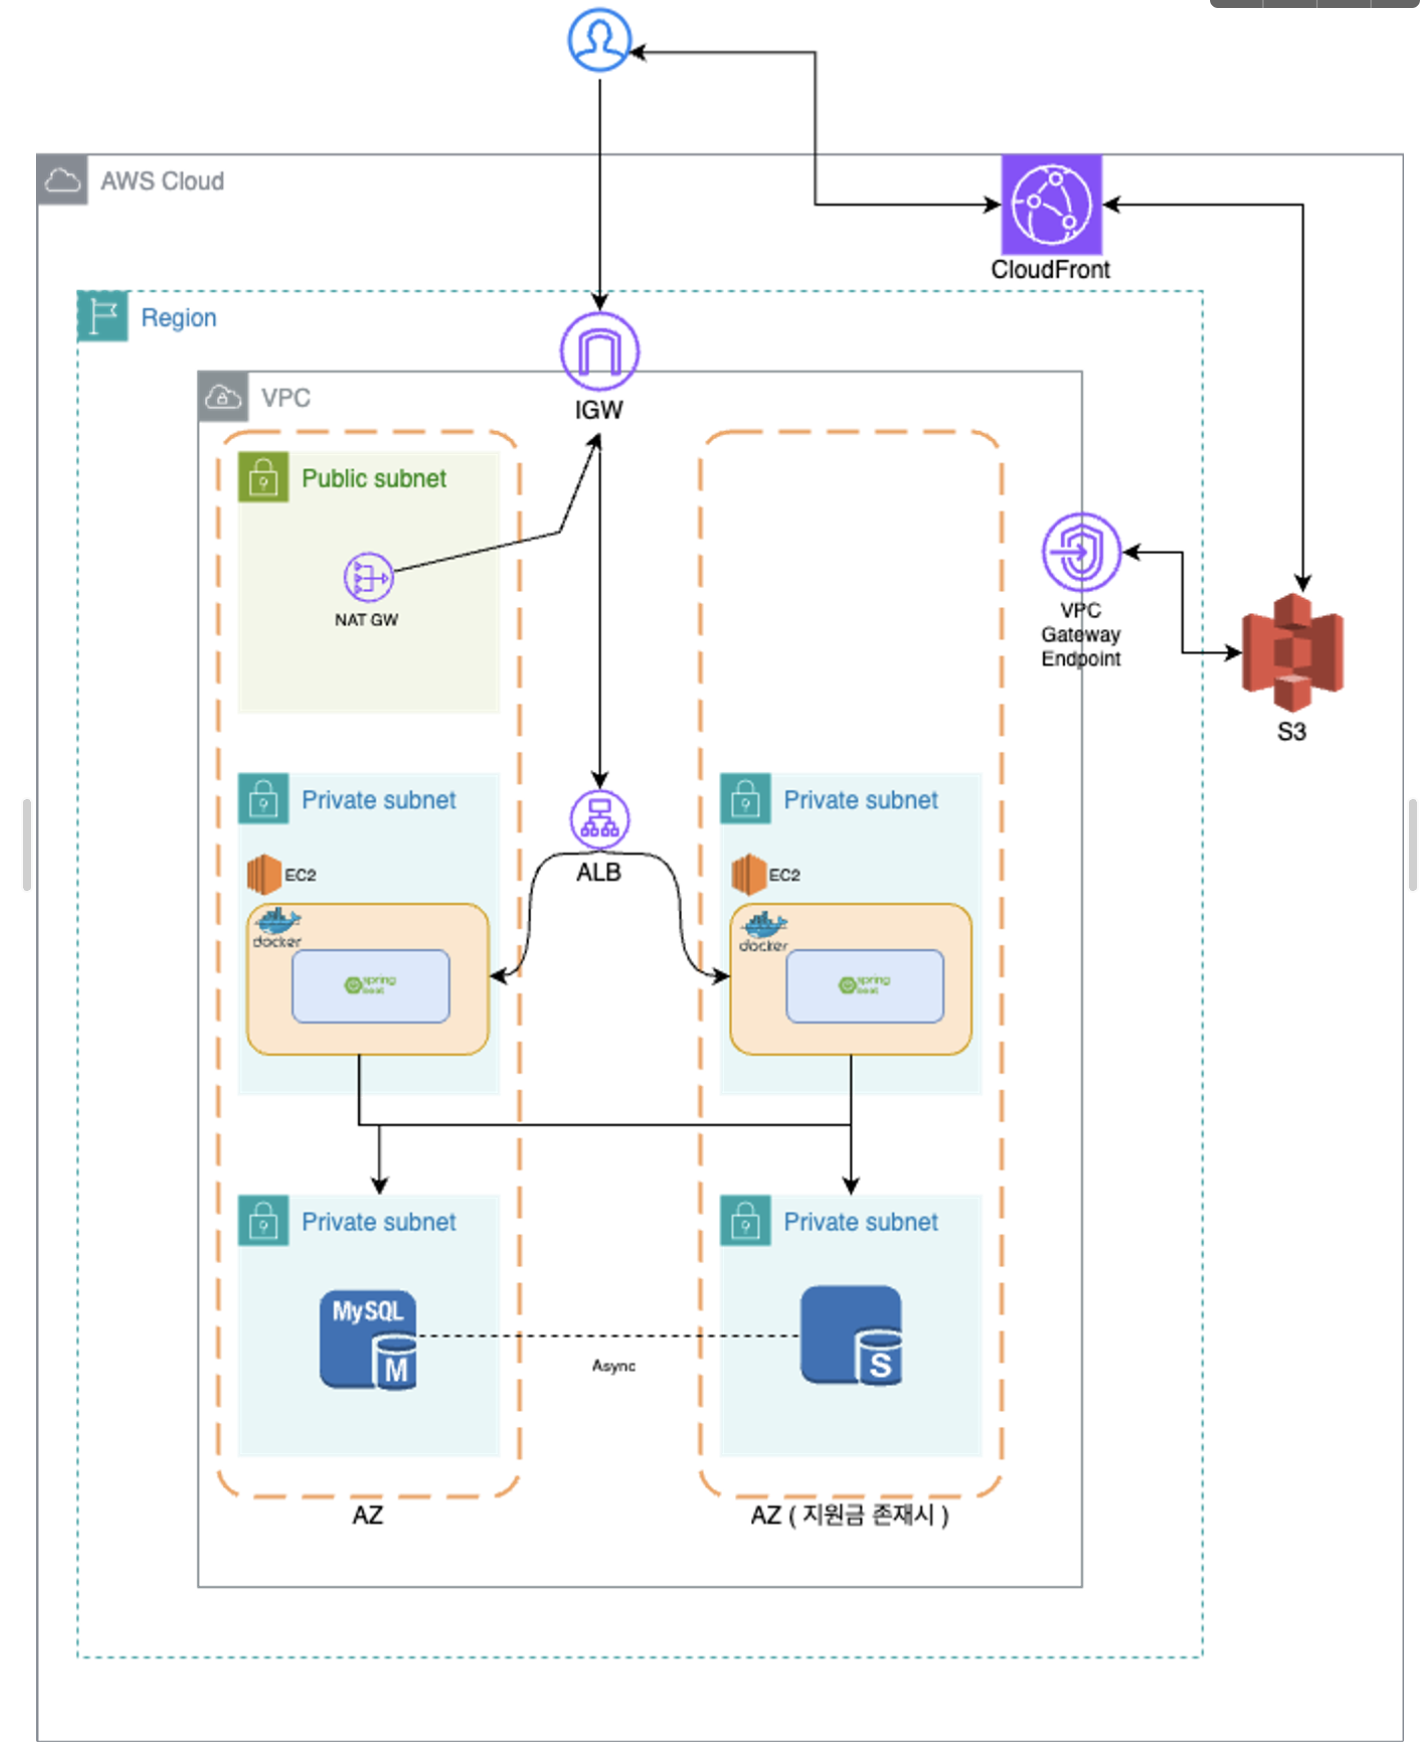 AWS Cloud
CloudFront
Region
VPC
IGW
Public subnet
NAT GW
VPC
Gateway
Endpoint
S3
Private subnet
Private subnet
ALB
EC2
EC2
docker
docker
spring
boot
spring
boot
Private subnet
Private subnet
MySQL
M
S
Async
AZ
AZ ( 지원금 존재시 )